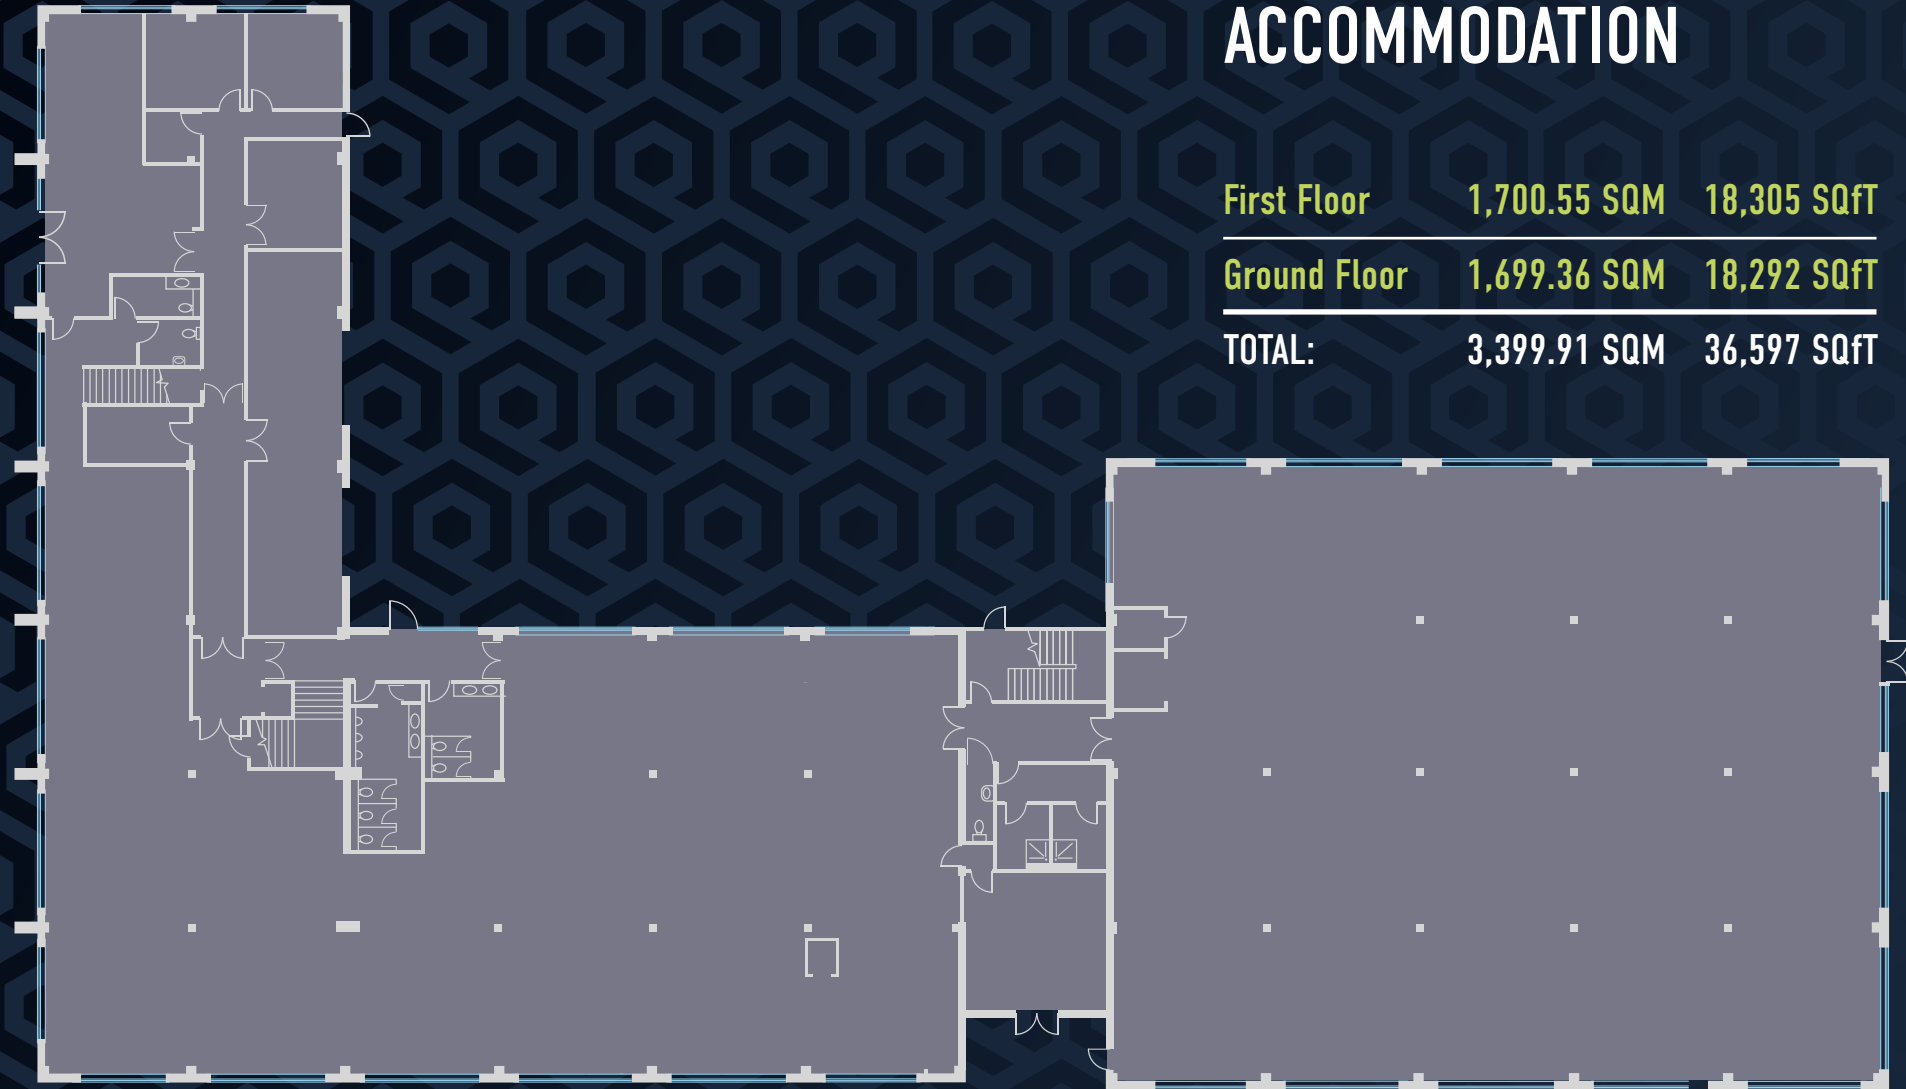 ACCOMMODATION
First Floor 1,700.55 SQM 18,305 SQfT
Ground Floor 1,699.36 SQM 18,292 SQfT
TOTAL: 3,399.91 SQM 36,597 SQfT